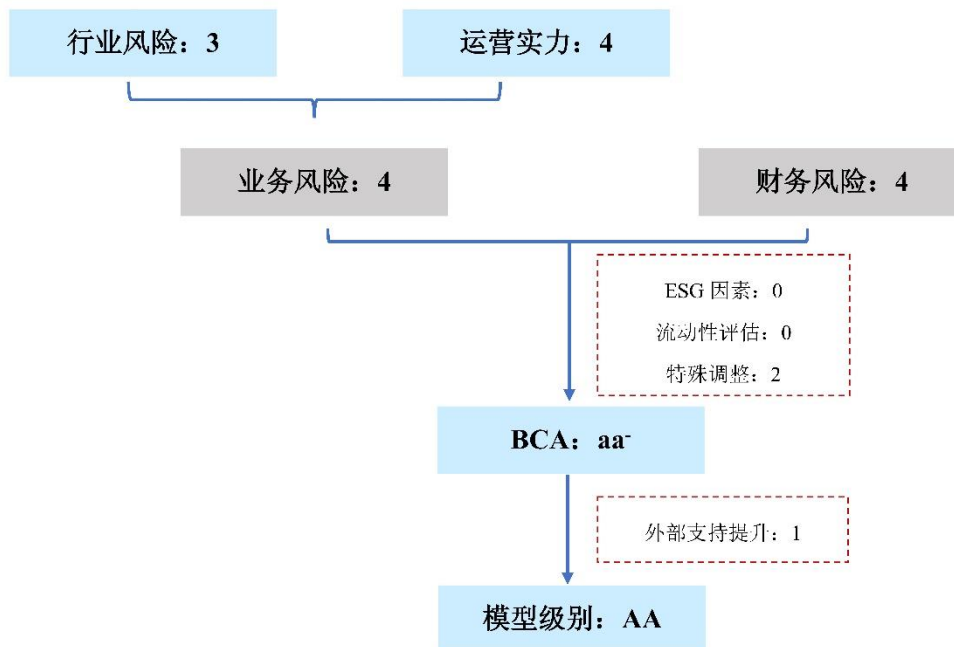 行业风险：3
运营实力：4
业务风险：4
财务风险：4
ESG 因素：0
流动性评估：0
特殊调整：2
BCA：aa-
外部支持提升：1
模型级别：AA